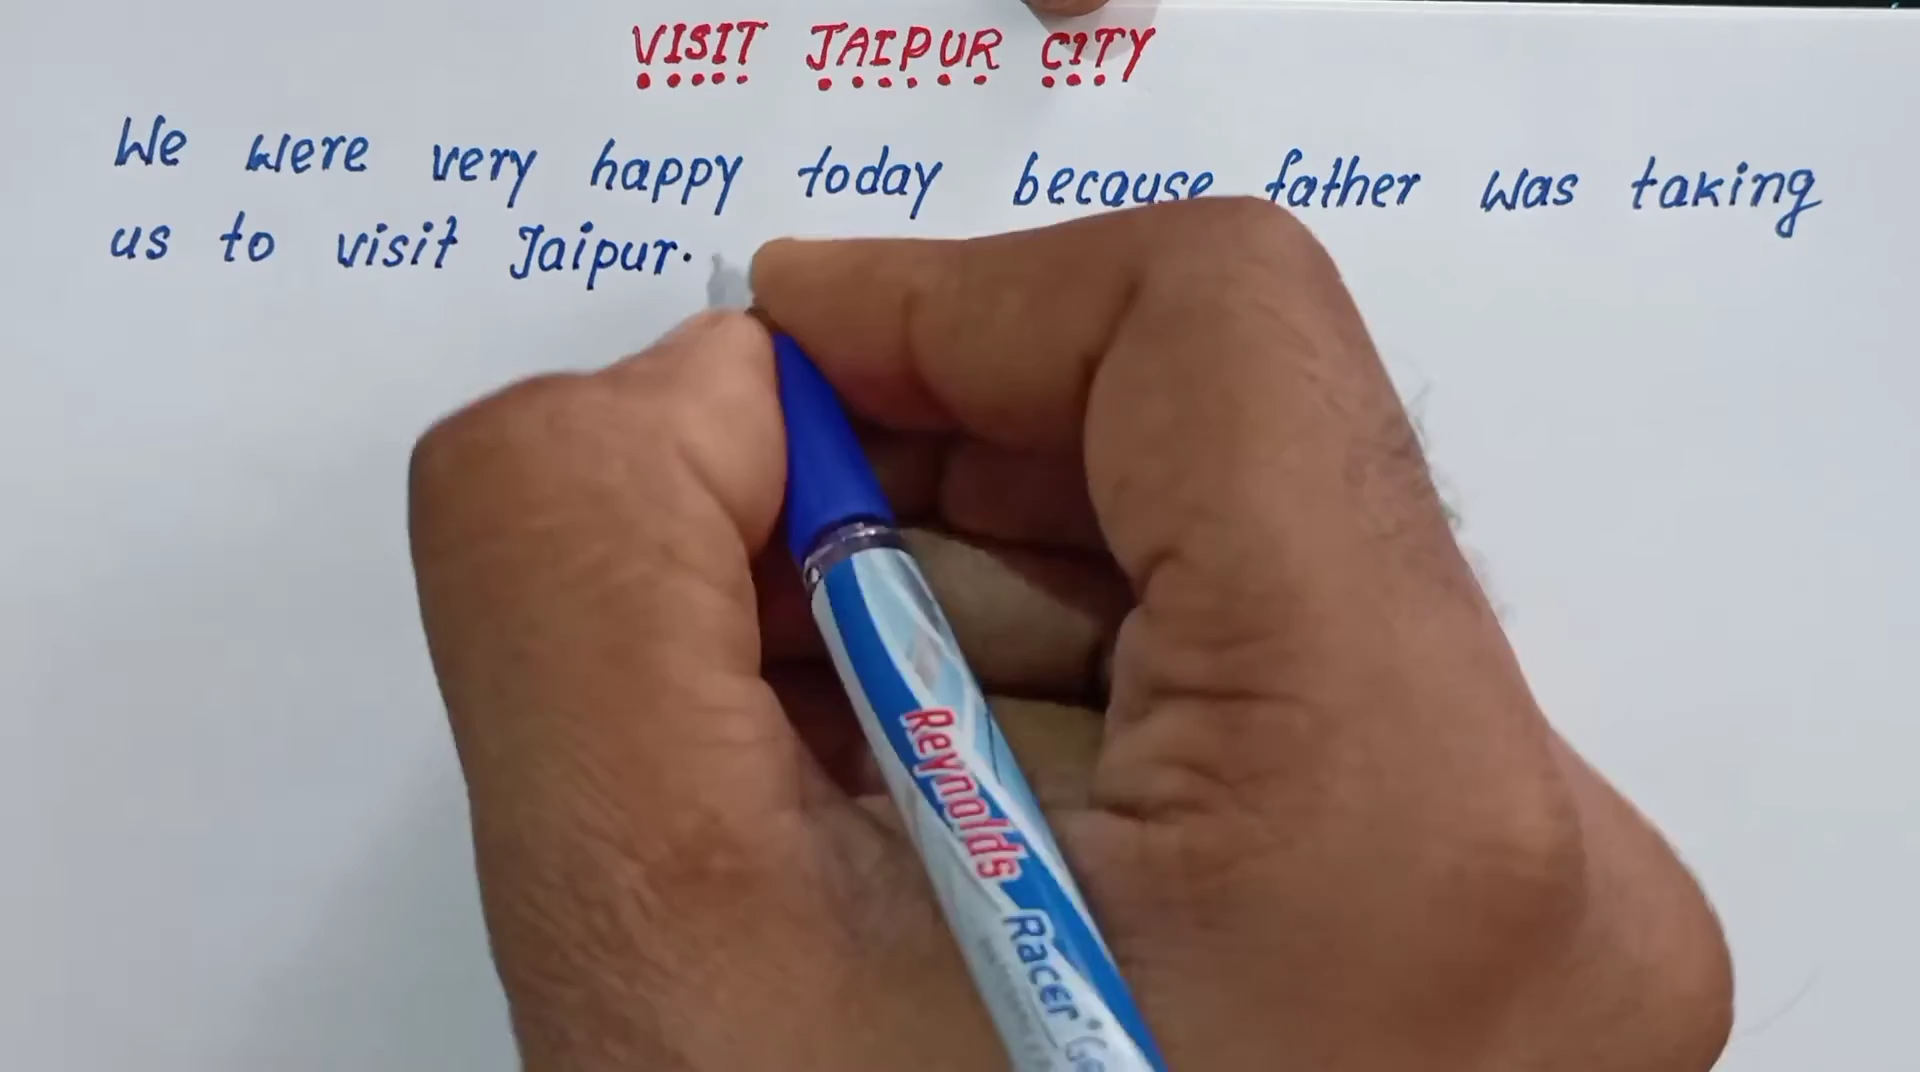 VISIT JAIPUR CITY
We were very happy today because father was taking
us to visit Jaipur.
Reynolds Racer